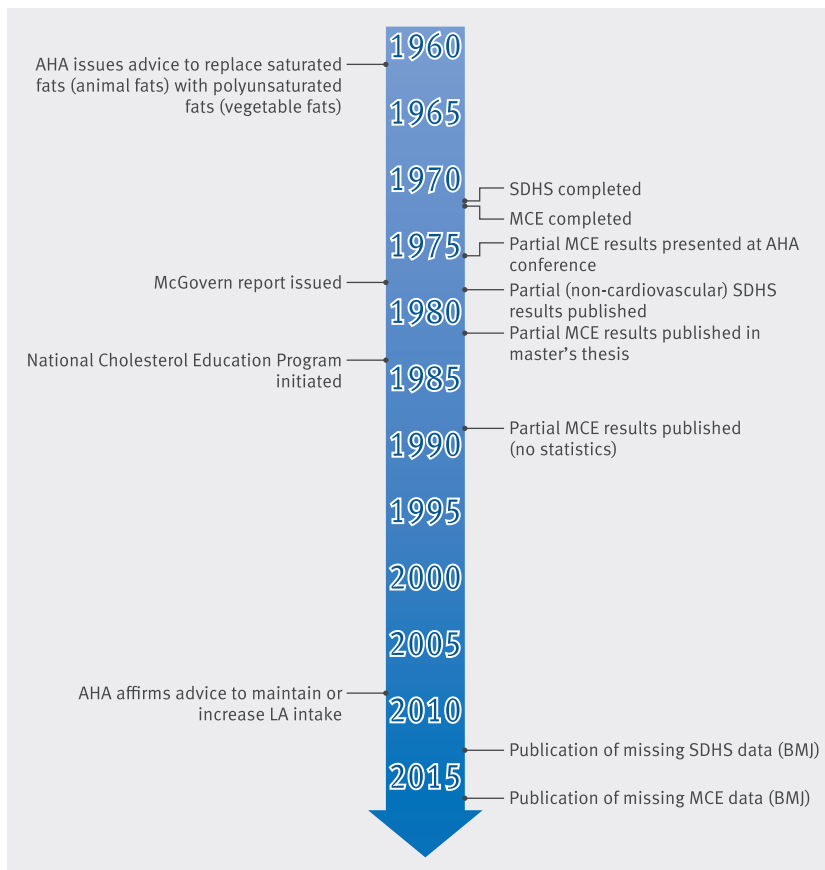 1960
AHA issues advice to replace saturated
fats (animal fats) with polyunsaturated
fats (vegetable fats)
1965
1970
SDHS completed
MCE completed
1975
Partial MCE results presented at AHA
conference
McGovern report issued
Partial (non-cardiovascular) SDHS
results published
1980
Partial MCE results published in
master’s thesis
National Cholesterol Education Program
initiated
1985
Partial MCE results published
(no statistics)
1990
1995
2000
2005
AHA affirms advice to maintain or
increase LA intake
2010
Publication of missing SDHS data (BMJ)
2015
Publication of missing MCE data (BMJ)